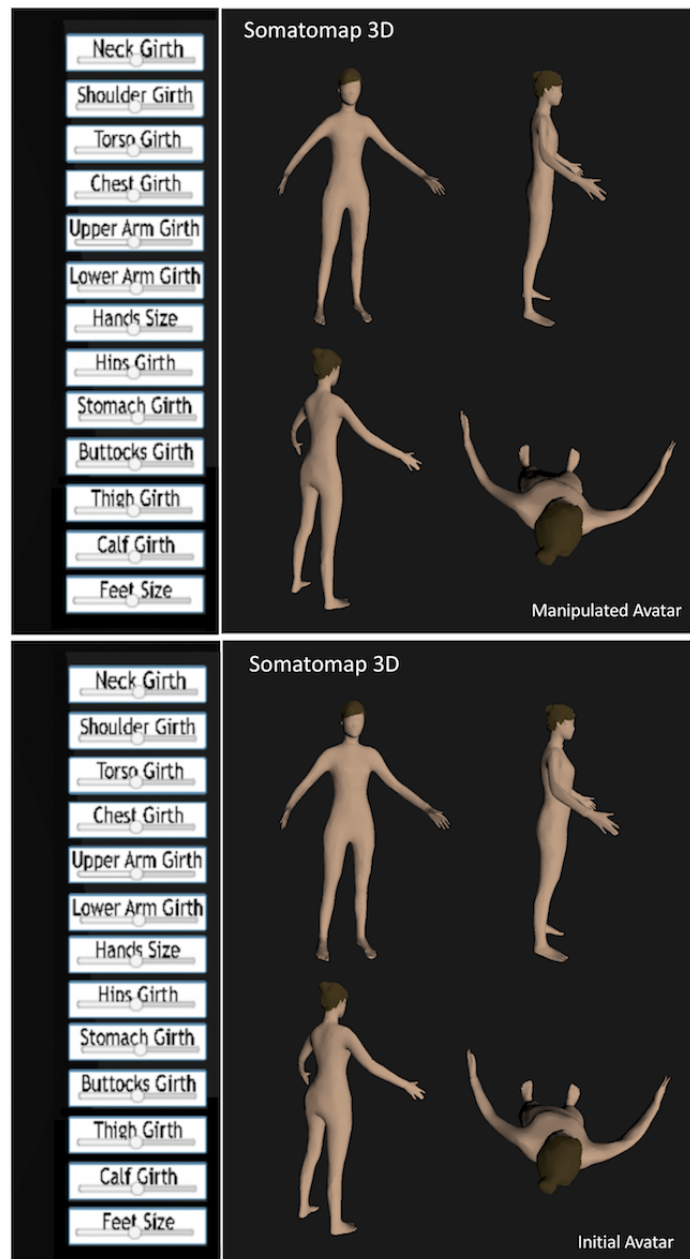 Somatomap 3D
Neck Girth
Shoulder Girth
Torso Girth
Chest Girth
Upper Arm Girth
Lower Arm Girth
Hands Size
Hips Girth
Stomach Girth
Buttocks Girth
Thigh Girth
Calf Girth
Feet Size
Manipulated Avatar
Somatomap 3D
Neck Girth
Shoulder Girth
Torso Girth
Chest Girth
Upper Arm Girth
Lower Arm Girth
Hands Size
Hips Girth
Stomach Girth
Buttocks Girth
Thigh Girth
Calf Girth
Feet Size
Initial Avatar